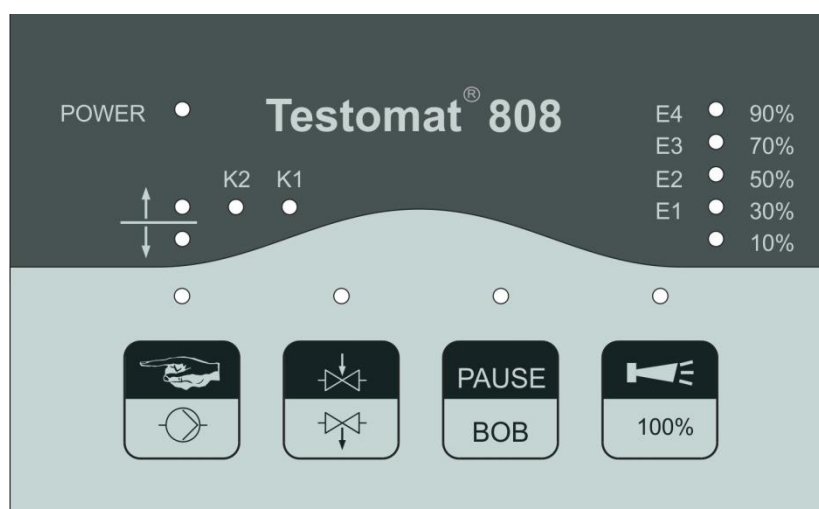 POWER Testomat® 808 E4 90%
E3 70%
K2 K1 E2 50%
E1 30%
10%
PAUSE
BOB 100%